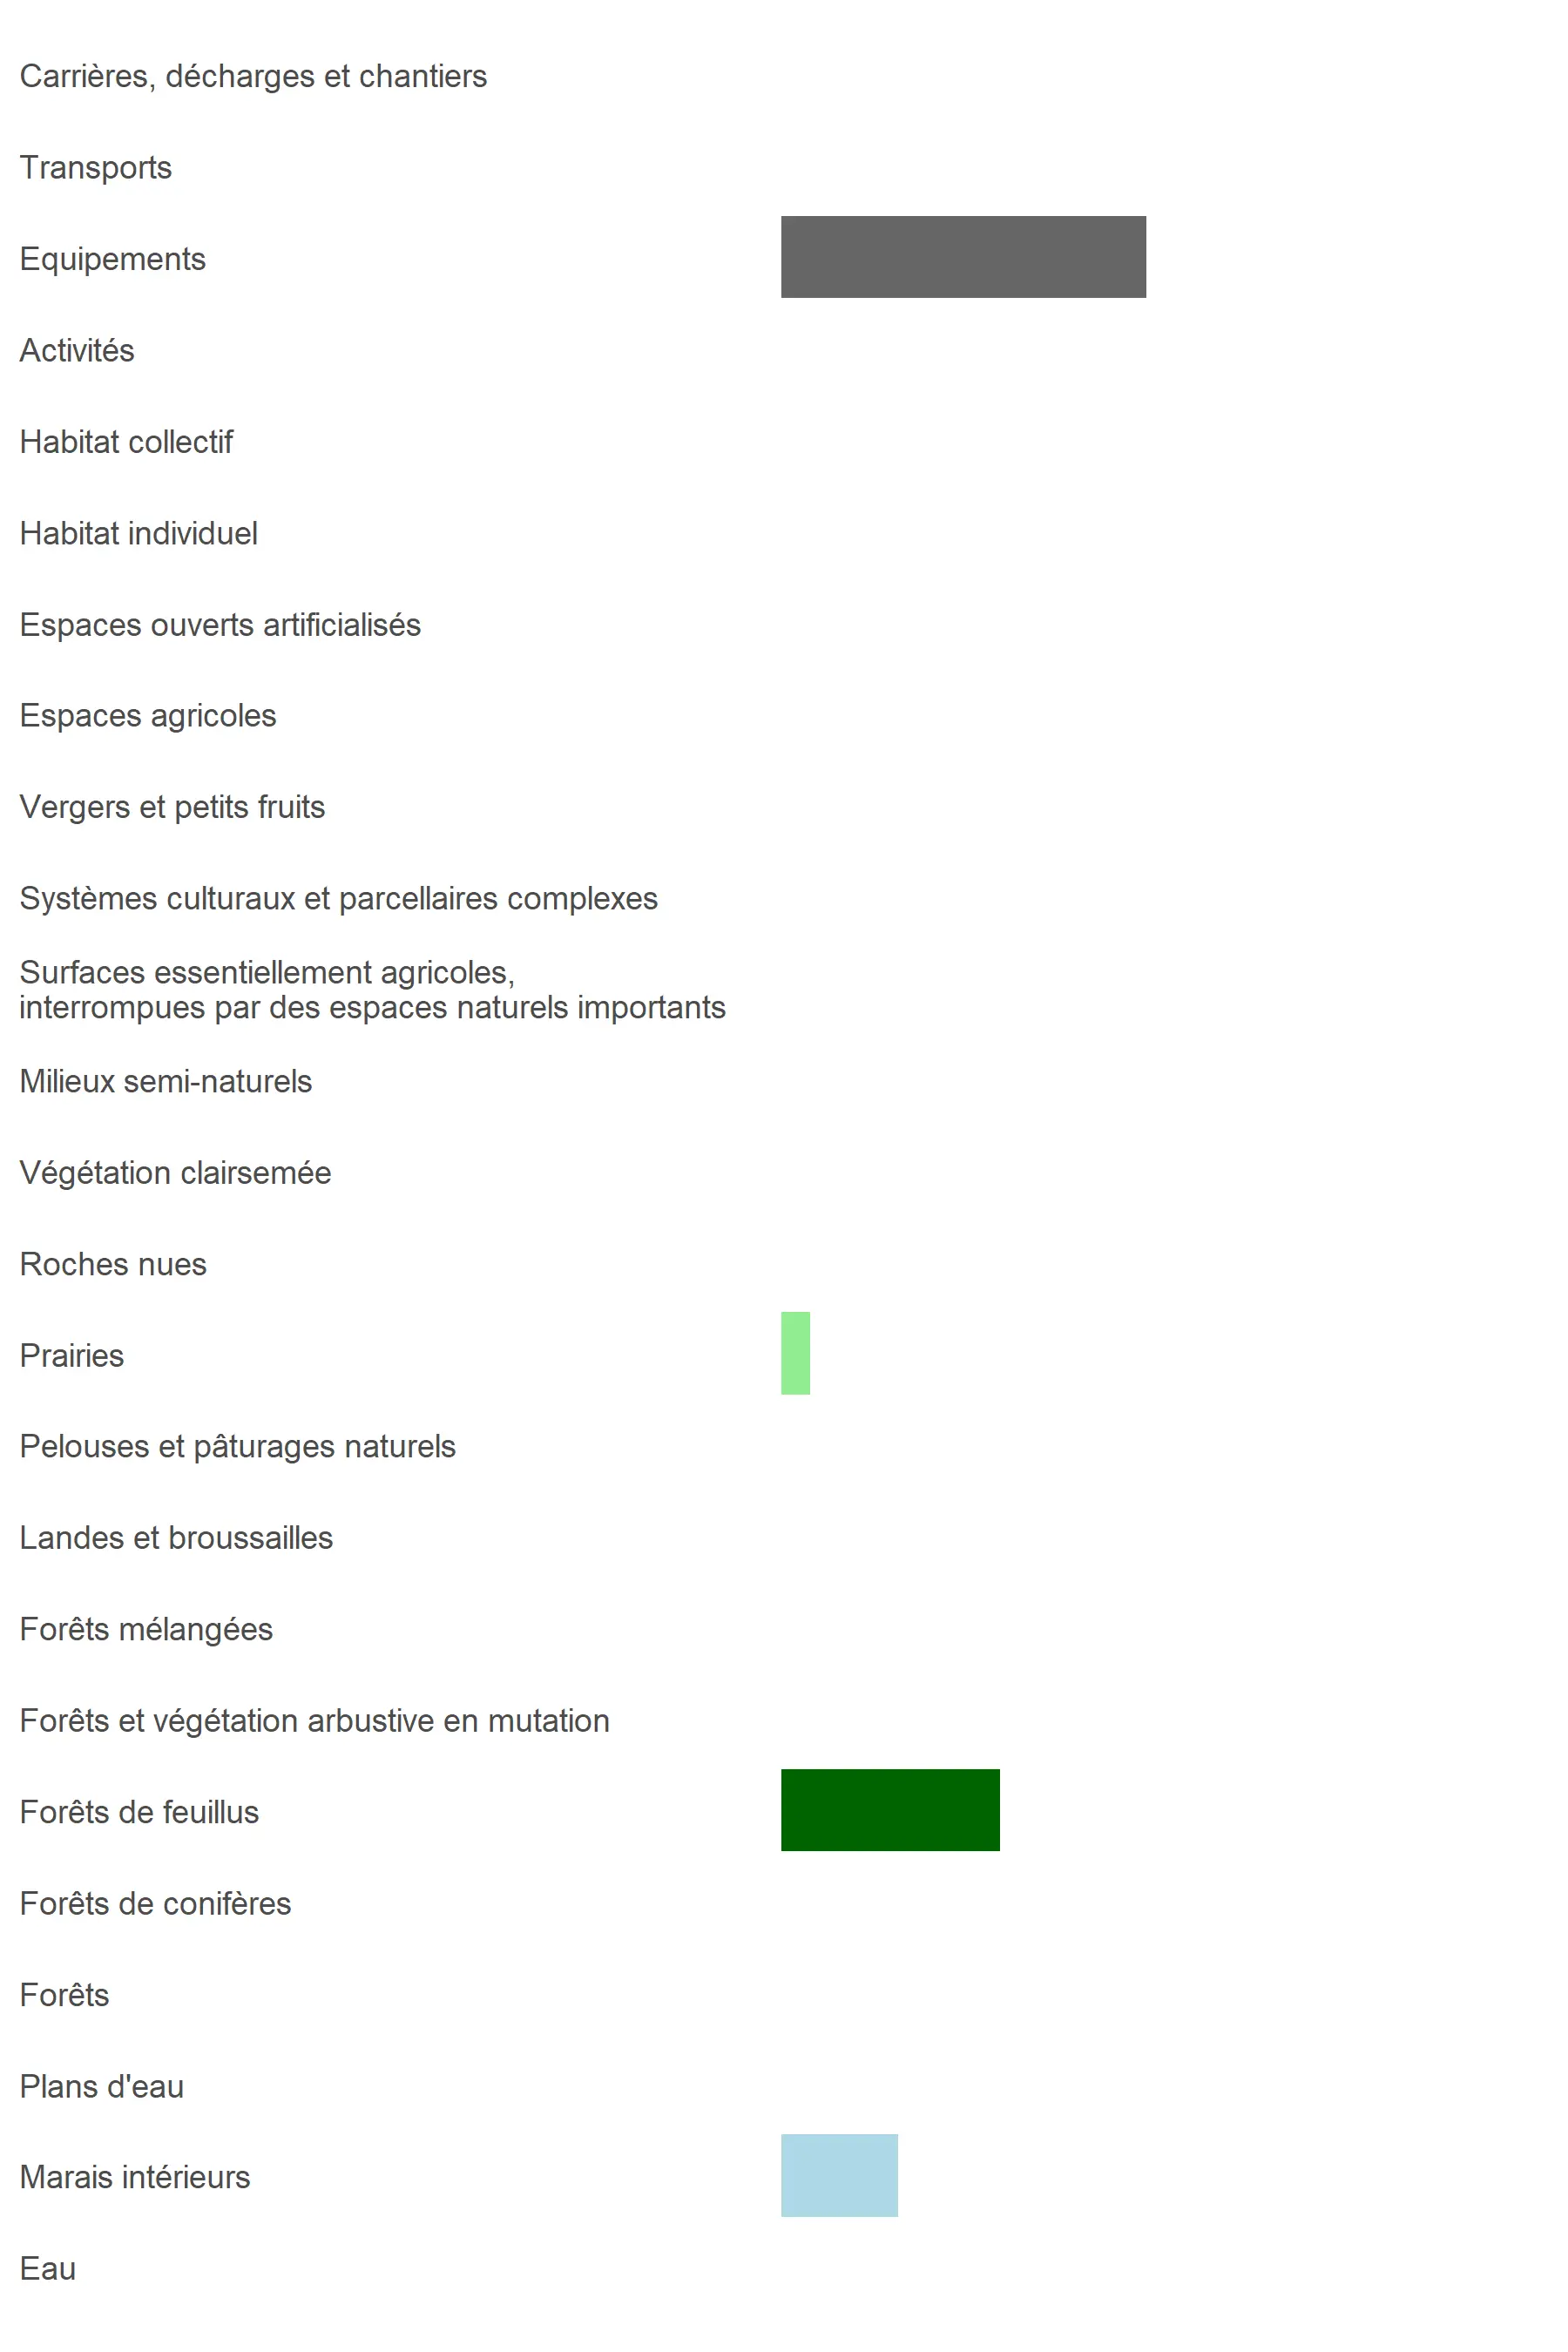 Carrières, décharges et chantiers
Transports
Equipements
Activités
Habitat collectif
Habitat individuel
Espaces ouverts artificialisés
Espaces agricoles
Vergers et petits fruits
Systèmes culturaux et parcellaires complexes
Surfaces essentiellement agricoles,
interrompues par des espaces naturels importants
Milieux semi-naturels
Végétation clairsemée
Roches nues
Prairies
Pelouses et pâturages naturels
Landes et broussailles
Forêts mélangées
Forêts et végétation arbustive en mutation
Forêts de feuillus
Forêts de conifères
Forêts
Plans d'eau
Marais intérieurs
Eau